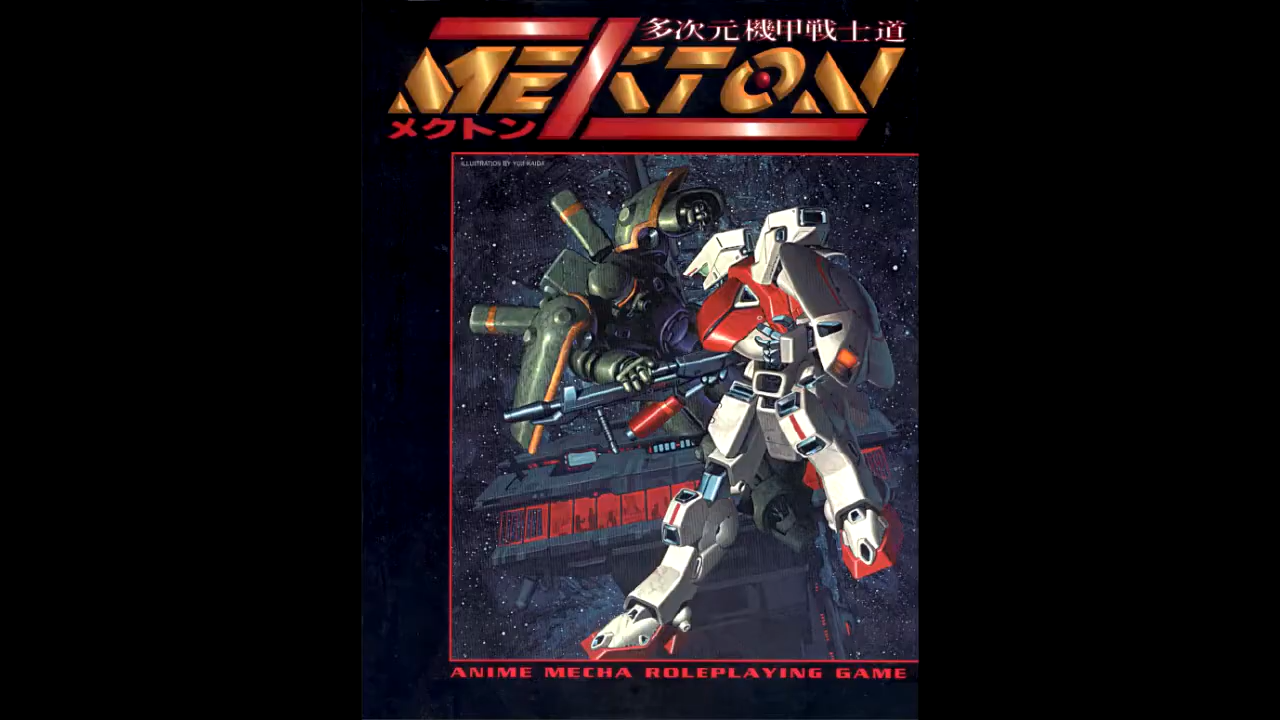 多次元機甲戦士道
MEKTON
Z
メクトン
ILLUSTRATION BY YUJI KAIDA
ANIME MECHA ROLEPLAYING GAME